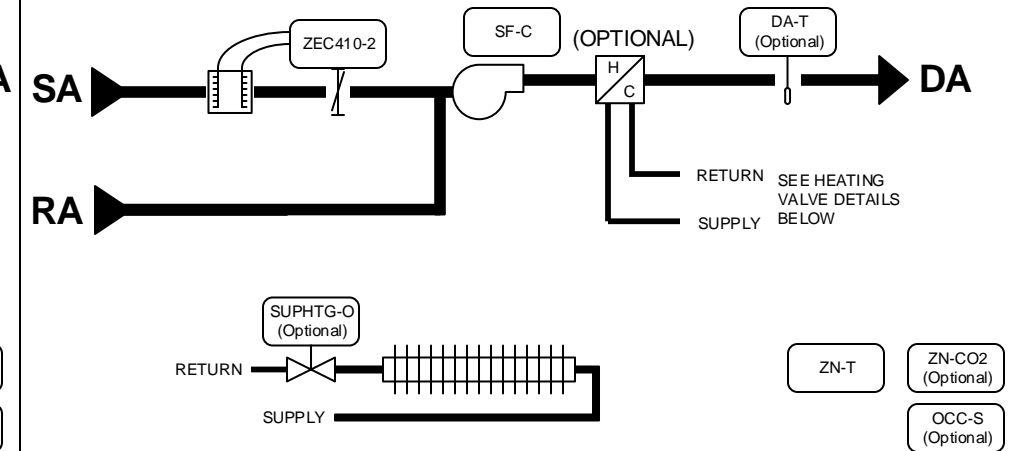 ZEC410-2
SF-C
(OPTIONAL)
DA-T
(Optional)
A
SA
H
C
DA
RA
RETURN
SUPPLY
SEE HEATING
VALVE DETAILS
BELOW
SUPHTG-O
(Optional)
RETURN
SUPPLY
ZN-T
ZN-CO2
(Optional)
OCC-S
(Optional)